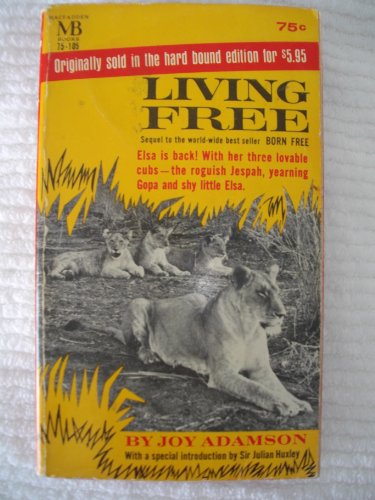 MACFADDEN
MB
BOOKS
75-105
75c
Originally sold in the hard bound edition for $5.95
LIVING
FREE
Sequel to the world-wide best seller BORN FREE
Elsa is back! With her three lovable
cubs—the roguish Jespah, yearning
Gopa and shy little Elsa.
BY JOY ADAMSON
With a special introduction by Sir Julian Huxley